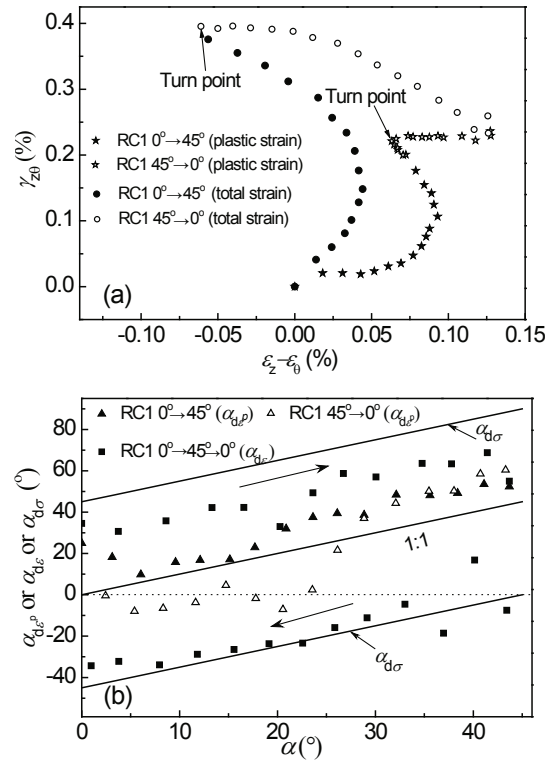 0.4
0.3
0.2
0.1
0.0
γzθ (%)
Turn point
Turn point
RC1 0°→45° (plastic strain)
RC1 45°→0° (plastic strain)
RC1 0°→45° (total strain)
RC1 45°→0° (total strain)
(a)
-0.10 -0.05 0.00 0.05 0.10 0.15
εz−εθ (%)
80
60
40
20
0
-20
-40
αdεᵖ or αdε or αdσ (°)
RC1 0°→45° (αdεᵖ) RC1 45°→0° (αdεᵖ)
RC1 0°→45°→0° (αdε)
αdσ
1:1
αdσ
(b)
0 10 20 30 40 50
α(°)